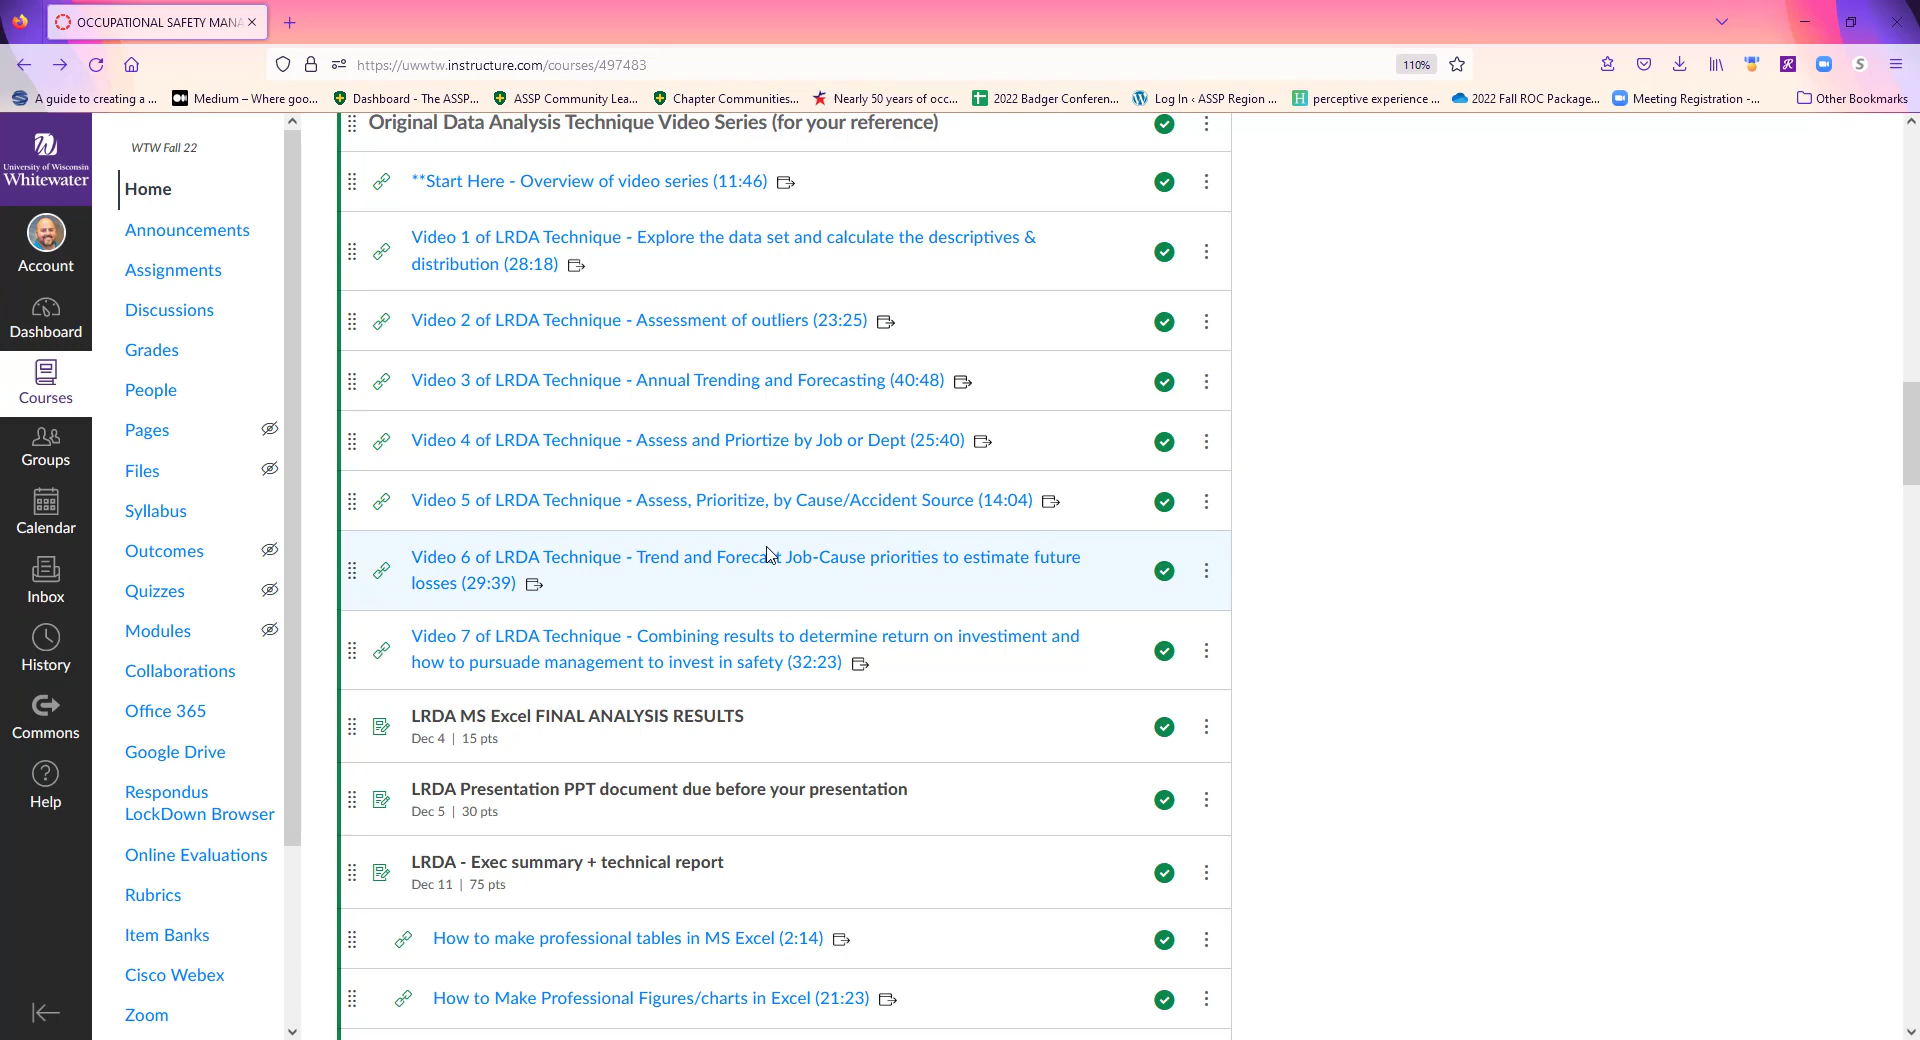 OCCUPATIONAL SAFETY MANA
https://uwwtw.instructure.com/courses/497483
110%
A guide to creating a ...
Medium – Where goo...
Dashboard - The ASSP...
ASSP Community Lea...
Chapter Communities...
Nearly 50 years of occ...
2022 Badger Conferen...
Log In ‹ ASSP Region ...
perceptive experience ...
2022 Fall ROC Package...
Meeting Registration -...
Other Bookmarks
University of Wisconsin
Whitewater
Account
Dashboard
Courses
Groups
Calendar
Inbox
History
Commons
Help
WTW Fall 22
Home
Announcements
Assignments
Discussions
Grades
People
Pages
Files
Syllabus
Outcomes
Quizzes
Modules
Collaborations
Office 365
Google Drive
Respondus
LockDown Browser
Online Evaluations
Rubrics
Item Banks
Cisco Webex
Zoom
Original Data Analysis Technique Video Series (for your reference)
**Start Here - Overview of video series (11:46)
Video 1 of LRDA Technique - Explore the data set and calculate the descriptives &
distribution (28:18)
Video 2 of LRDA Technique - Assessment of outliers (23:25)
Video 3 of LRDA Technique - Annual Trending and Forecasting (40:48)
Video 4 of LRDA Technique - Assess and Priortize by Job or Dept (25:40)
Video 5 of LRDA Technique - Assess, Prioritize, by Cause/Accident Source (14:04)
Video 6 of LRDA Technique - Trend and Forecast Job-Cause priorities to estimate future
losses (29:39)
Video 7 of LRDA Technique - Combining results to determine return on investiment and
how to pursuade management to invest in safety (32:23)
LRDA MS Excel FINAL ANALYSIS RESULTS
Dec 4 | 15 pts
LRDA Presentation PPT document due before your presentation
Dec 5 | 30 pts
LRDA - Exec summary + technical report
Dec 11 | 75 pts
How to make professional tables in MS Excel (2:14)
How to Make Professional Figures/charts in Excel (21:23)